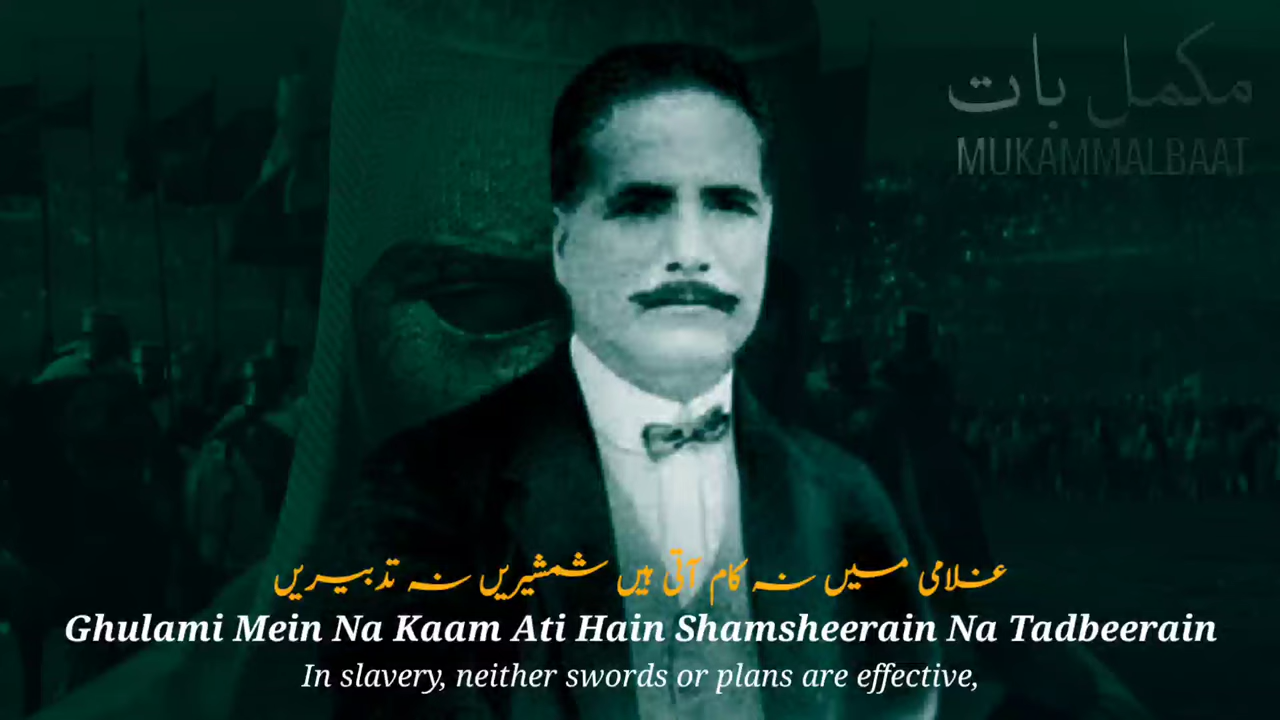 مکمل بات
MUKAMMALBAAT
غلامی میں نہ کام آتی ہیں شمشیریں نہ تدبیریں
Ghulami Mein Na Kaam Ati Hain Shamsheerain Na Tadbeerain
In slavery, neither swords or plans are effective,